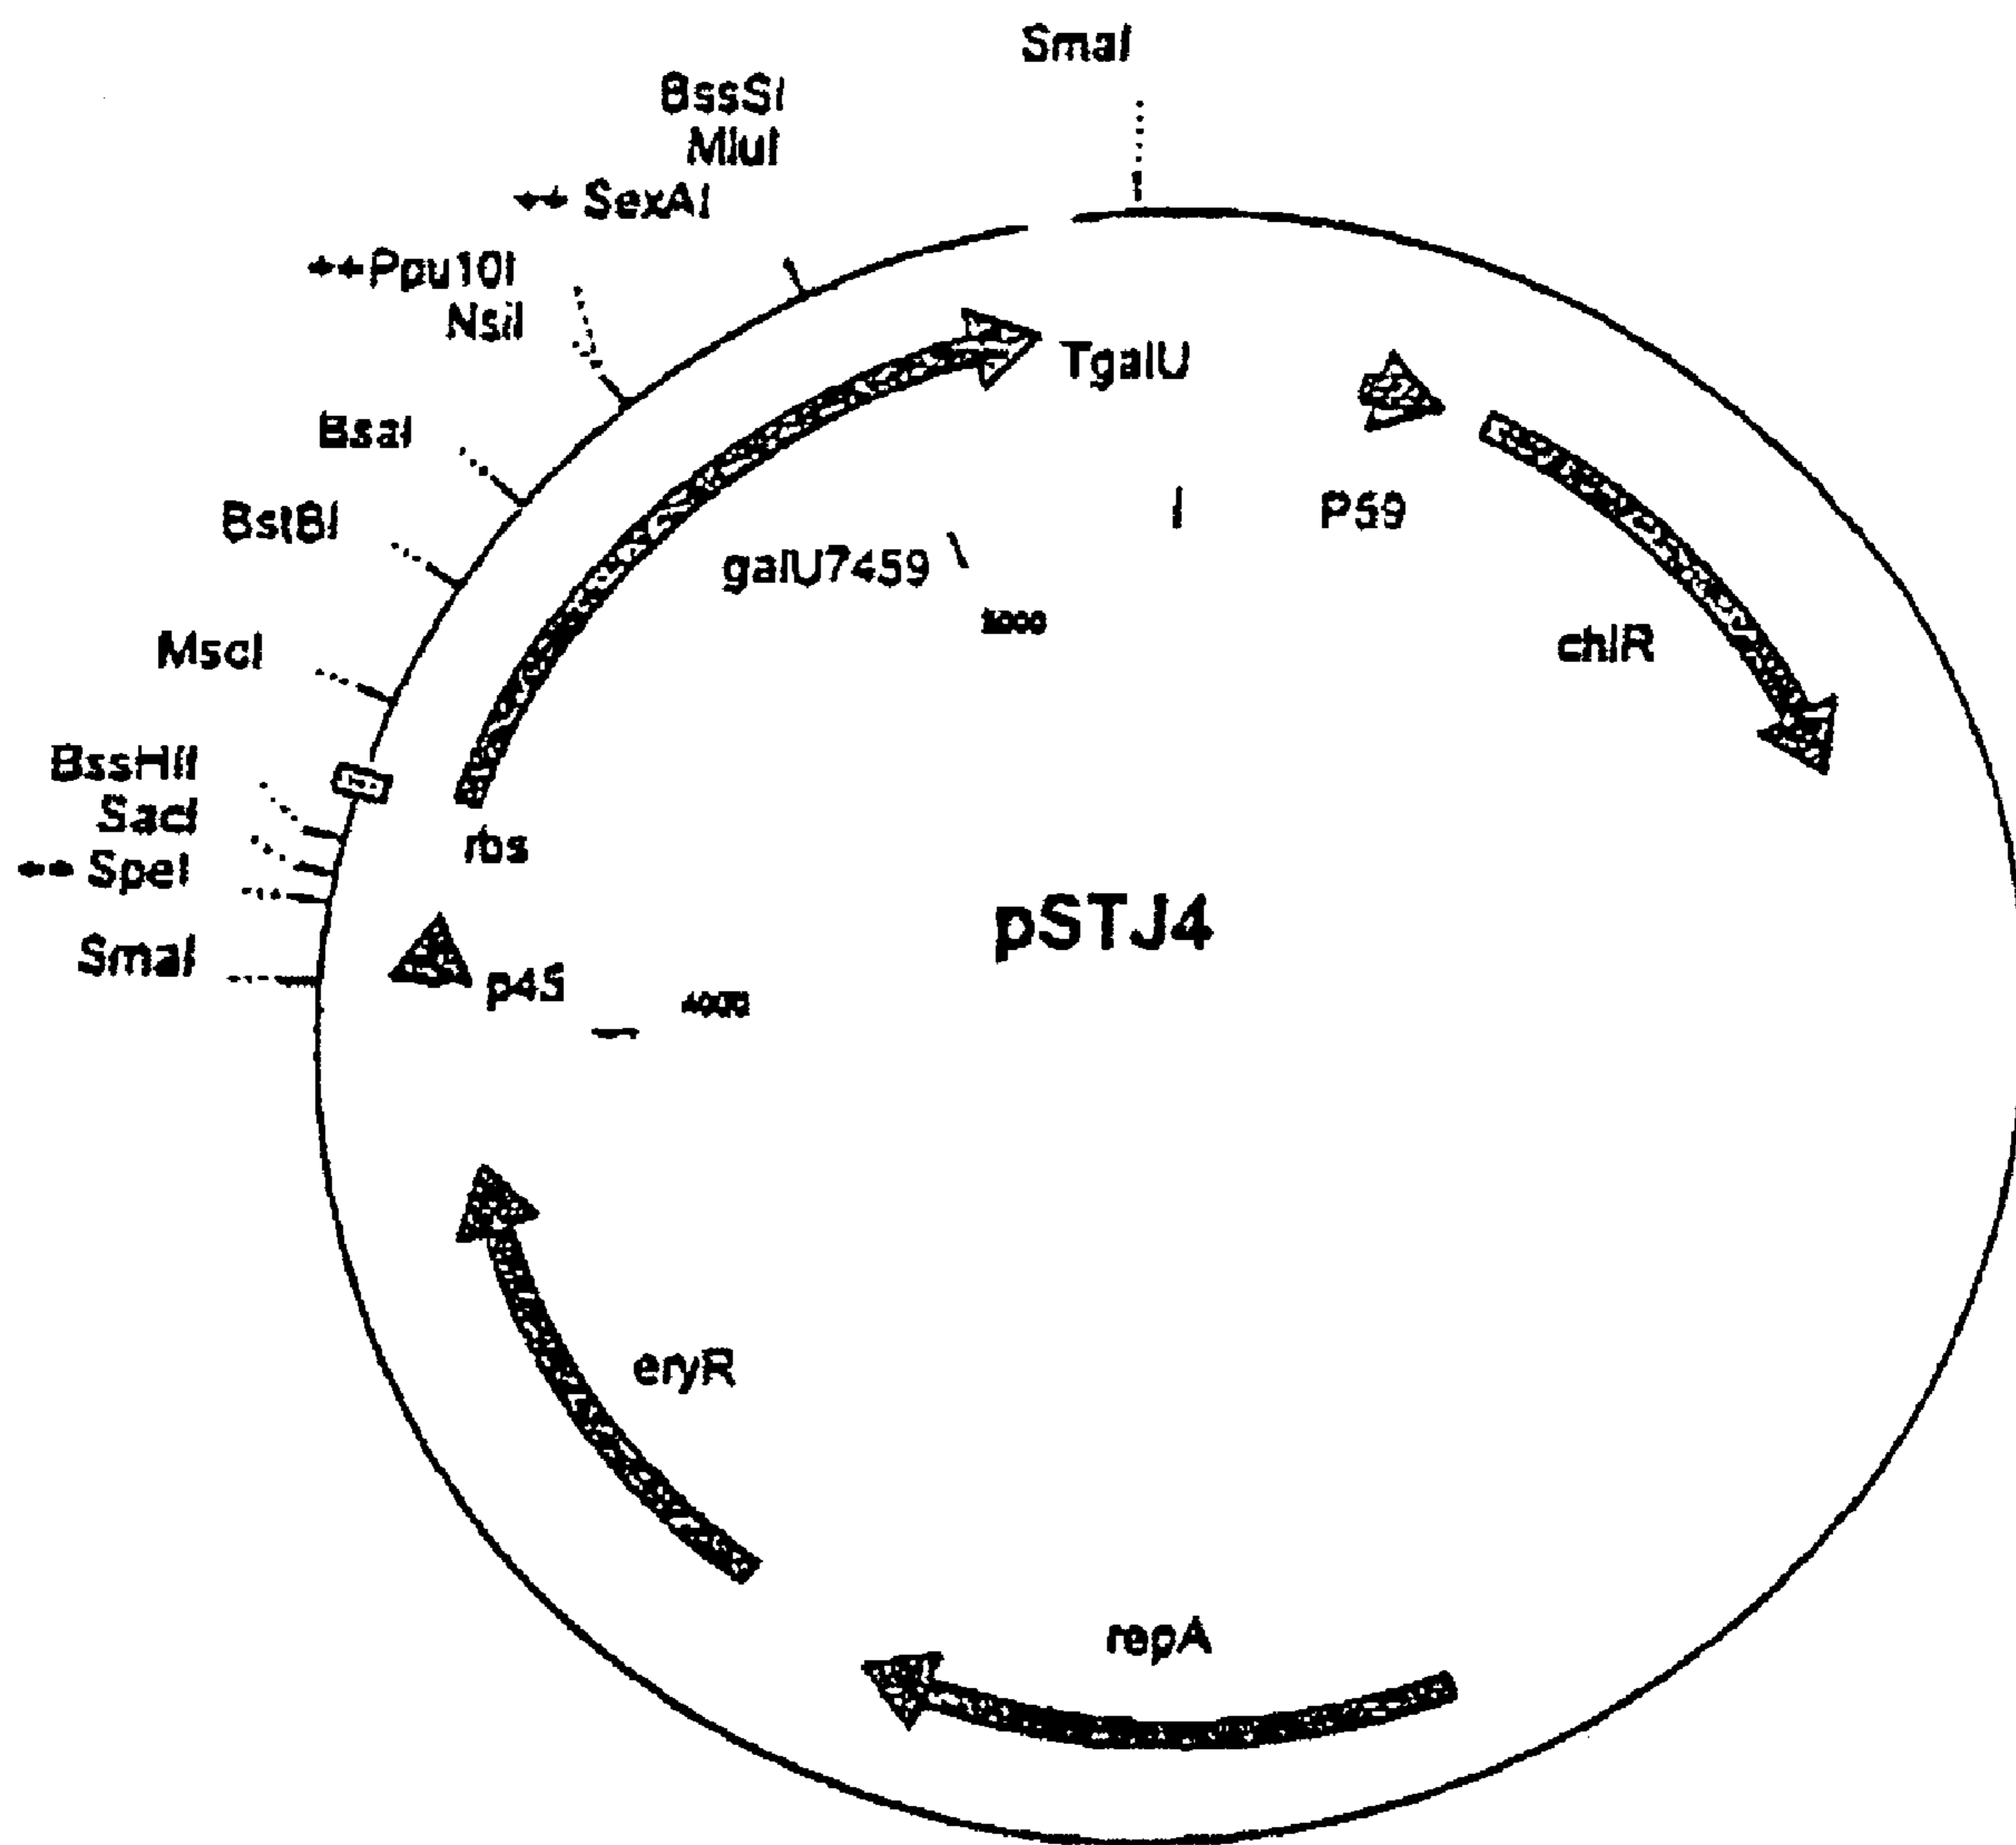 SmaI
BssSI
MluI
SexAI
Ppu10I
NsiI
BsaI
BstBI
MscI
BssHII
SacI
SpeI
SmaI
TgalU
P59
galU7459
chlR
rbs
pSTJ4
p45
4000
eryR
repA